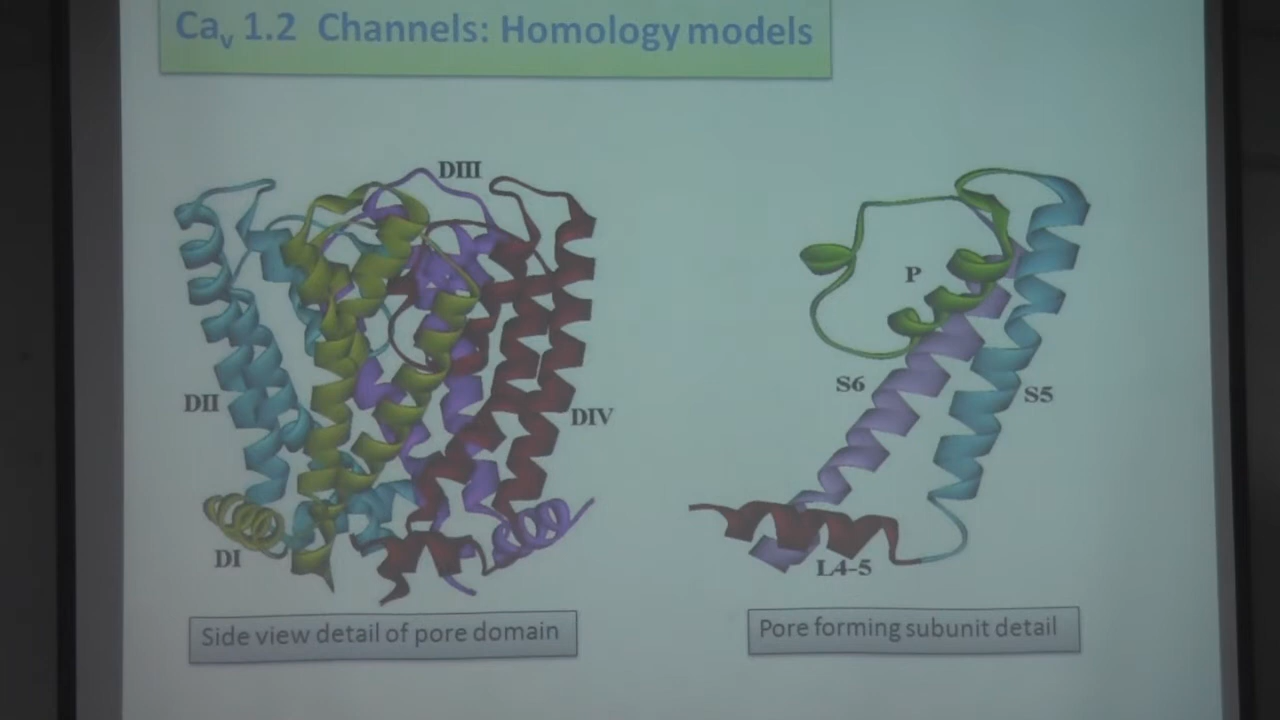 Cav 1.2 Channels: Homology models
DIII
DII
DIV
DI
P
S6
S5
L4-5
Side view detail of pore domain
Pore forming subunit detail